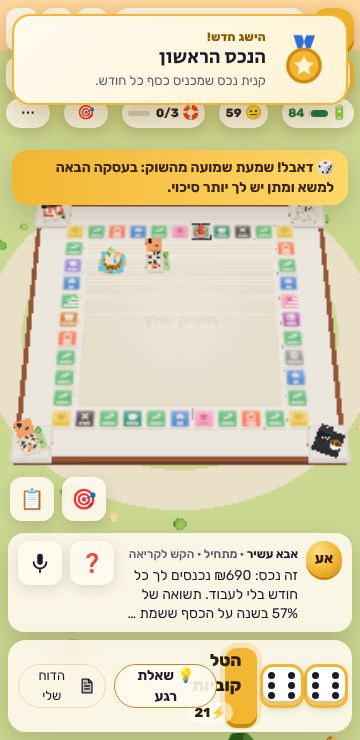 הישג חדש!
הנכס הראשון
קנית נכס שמכניס כסף כל חודש.
84
59
0/3
...
דאבל! שמעת שמועה מהשוק: בעסקה הבאה
למשא ומתן יש לך יותר סיכוי.
התיק שלך
אבא עשיר • מתחיל • הקש לקריאה
אע
זה נכס: ₪690 נכנסים לך כל
חודש בלי לעבוד. תשואה של
57% בשנה על הכסף ששמת ...
הטל
קוביות
21
שאלת
רגע
הדוח
שלי